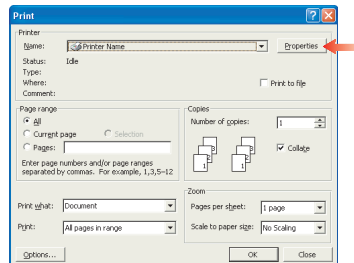 Print
Printer
Name: Printer Name Properties
Status: Idle
Type:
Where: Print to file
Comment:
Page range
All
Current page Selection
Pages:
Enter page numbers and/or page ranges
separated by commas. For example, 1,3,5–12
Copies
Number of copies: 1
Collate
Print what: Document
Print: All pages in range
Zoom
Pages per sheet: 1 page
Scale to paper size: No Scaling
Options... OK Close